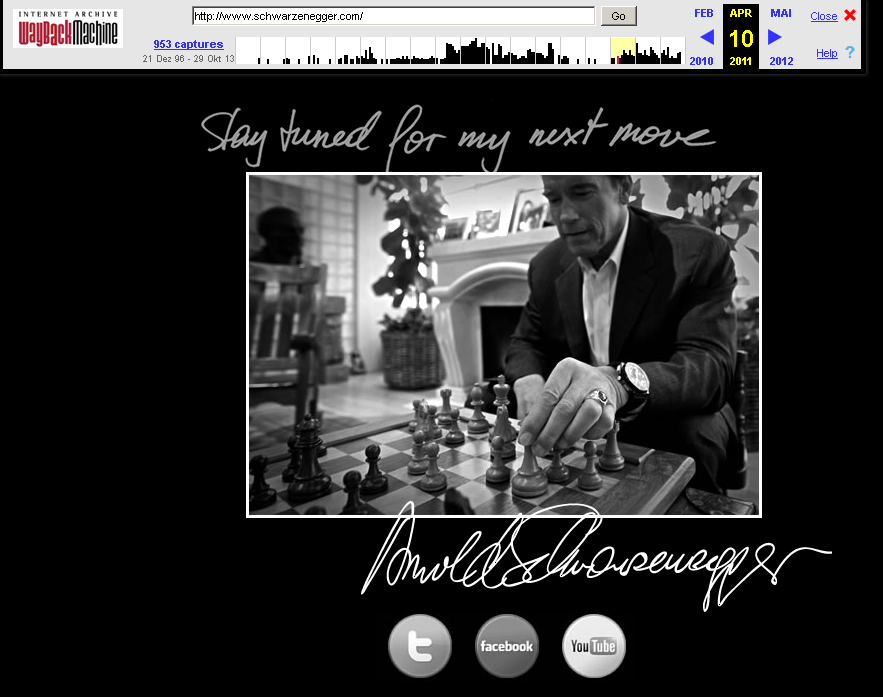 INTERNET ARCHIVE
WayBackMachine
http://www.schwarzenegger.com/
Go
953 captures
21 Dez 96 - 29 Okt 13
FEB APR MAI
10
2010 2011 2012
Close
Help ?
Stay tuned for my next move
Arnold Schwarzenegger
t
facebook
YouTube